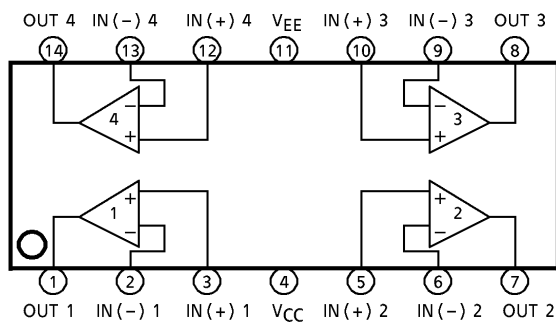 OUT 4 IN(−) 4 IN(+) 4 VEE IN(+) 3 IN(−) 3 OUT 3
14 13 12 11 10 9 8
4 − + − + 3
1 + − + − 2
1 2 3 4 5 6 7
OUT 1 IN(−) 1 IN(+) 1 VCC IN(+) 2 IN(−) 2 OUT 2